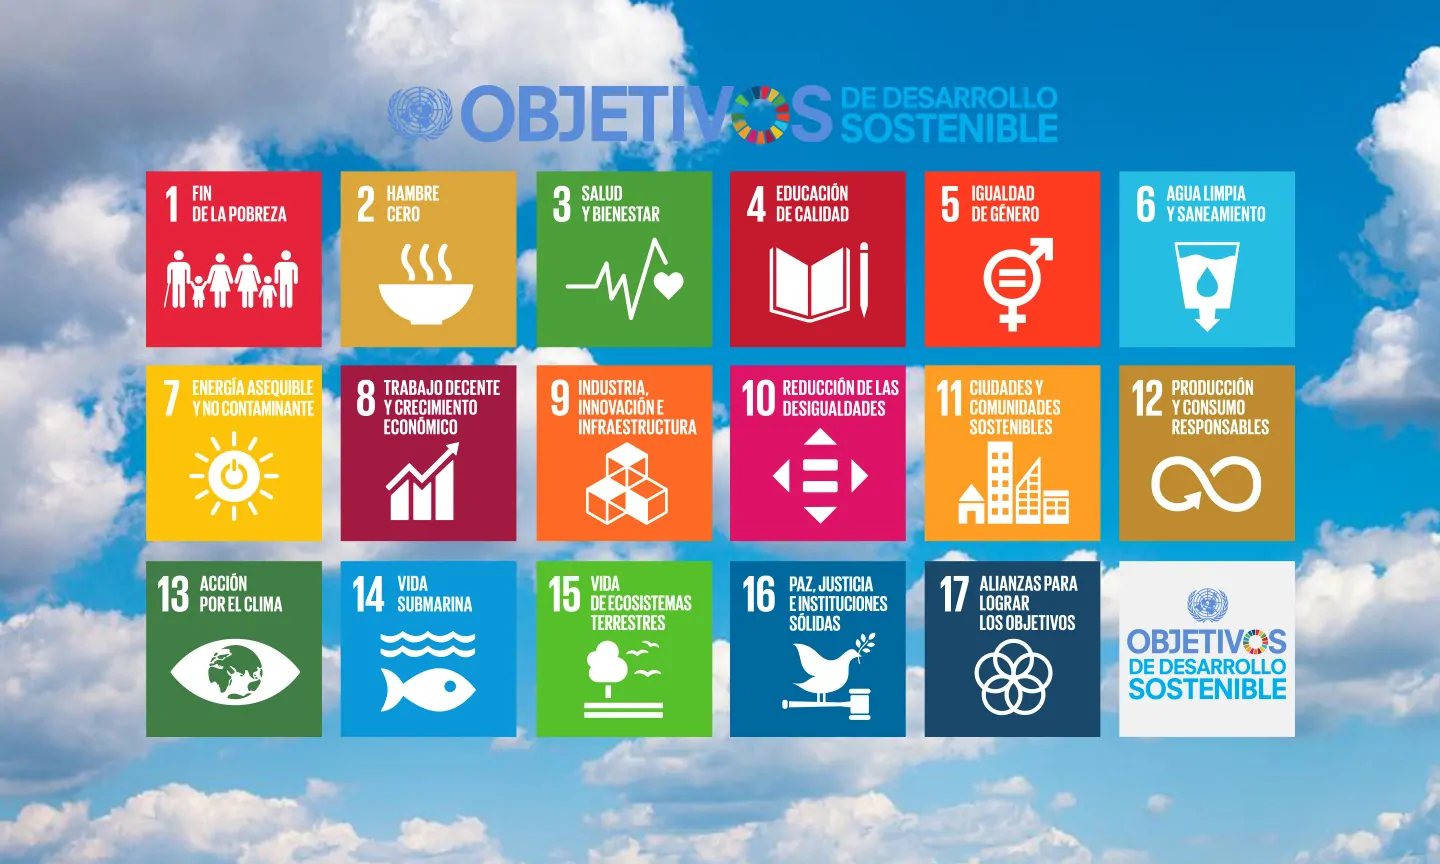 OBJETIVOS
DE DESARROLLO
SOSTENIBLE
1 FIN
DE LA POBREZA
2 HAMBRE
CERO
3 SALUD
Y BIENESTAR
4 EDUCACIÓN
DE CALIDAD
5 IGUALDAD
DE GÉNERO
6 AGUA LIMPIA
Y SANEAMIENTO
7 ENERGÍA ASEQUIBLE
Y NO CONTAMINANTE
8 TRABAJO DECENTE
Y CRECIMIENTO
ECONÓMICO
9 INDUSTRIA,
INNOVACIÓN E
INFRAESTRUCTURA
10 REDUCCIÓN DE LAS
DESIGUALDADES
11 CIUDADES Y
COMUNIDADES
SOSTENIBLES
12 PRODUCCIÓN
Y CONSUMO
RESPONSABLES
13 ACCIÓN
POR EL CLIMA
14 VIDA
SUBMARINA
15 VIDA
DE ECOSISTEMAS
TERRESTRES
16 PAZ, JUSTICIA
E INSTITUCIONES
SÓLIDAS
17 ALIANZAS PARA
LOGRAR
LOS OBJETIVOS
OBJETIVOS
DE DESARROLLO
SOSTENIBLE